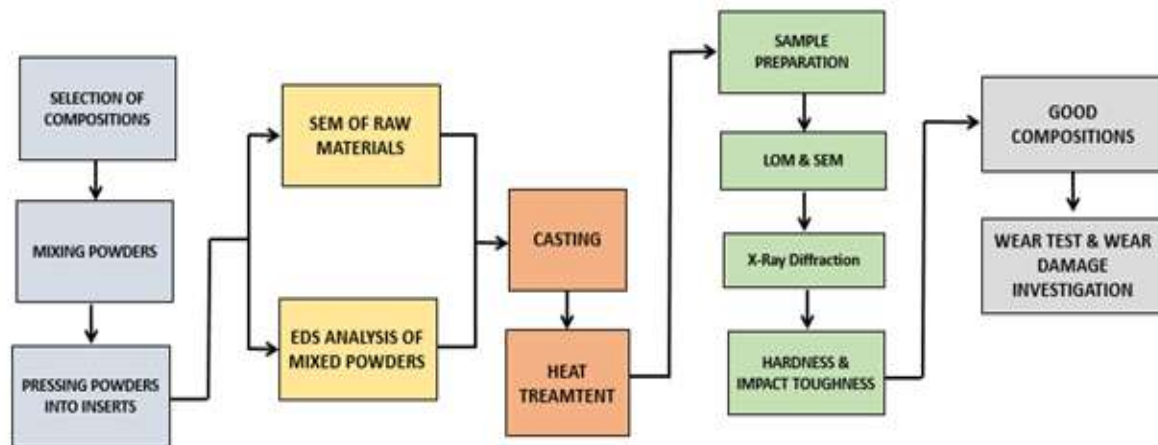 SELECTION OF
COMPOSITIONS
MIXING POWDERS
PRESSING POWDERS
INTO INSERTS
SEM OF RAW
MATERIALS
EDS ANALYSIS OF
MIXED POWDERS
CASTING
HEAT
TREAMTENT
SAMPLE
PREPARATION
LOM & SEM
X-Ray Diffraction
HARDNESS &
IMPACT TOUGHNESS
GOOD
COMPOSITIONS
WEAR TEST & WEAR
DAMAGE
INVESTIGATION